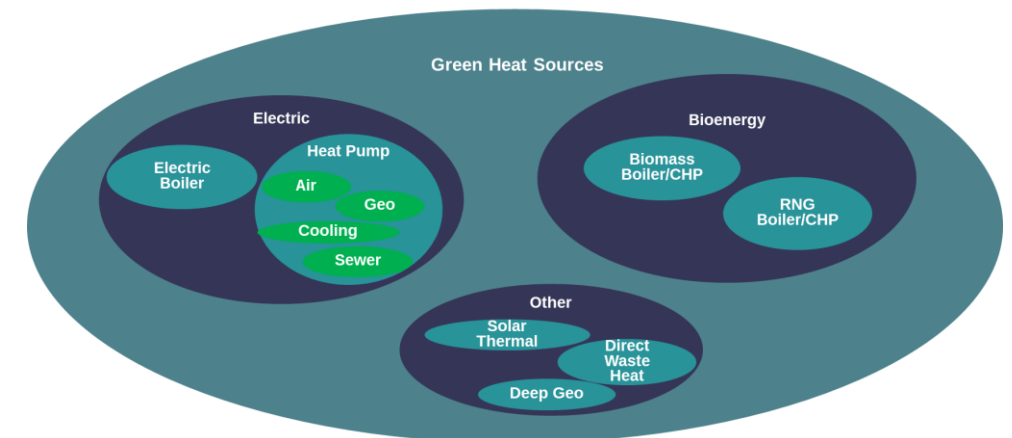 Green Heat Sources
Electric
Electric
Boiler
Heat Pump
Air
Geo
Cooling
Sewer
Bioenergy
Biomass
Boiler/CHP
RNG
Boiler/CHP
Other
Solar
Thermal
Direct
Waste
Heat
Deep Geo